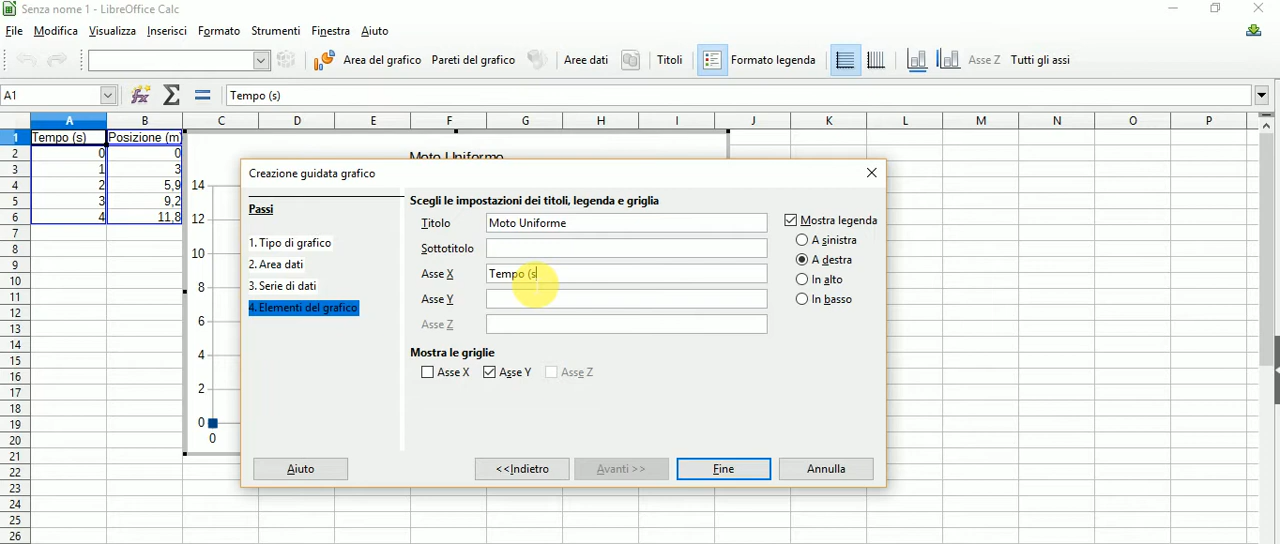 Senza nome 1 - LibreOffice Calc
File Modifica Visualizza Inserisci Formato Strumenti Finestra Aiuto
Area del grafico Pareti del grafico Aree dati Titoli Formato legenda Asse Z Tutti gli assi
A1 Tempo (s)
A B C D E F G H I J K L M N O P
1 Tempo (s) Posizione (m)
2 0 0
3 1 3
4 2 5,9
5 3 9,2
6 4 11,8
7
8
9
10
11
12
13
14
15
16
17
18
19
20
21
22
23
24
25
26
Moto Uniforme
14
12
10
8
6
4
2
0
0
Creazione guidata grafico
Passi
1. Tipo di grafico
2. Area dati
3. Serie di dati
4. Elementi del grafico
Scegli le impostazioni dei titoli, legenda e griglia
Titolo Moto Uniforme
Sottotitolo
Asse X Tempo (s
Asse Y
Asse Z
Mostra legenda
A sinistra
A destra
In alto
In basso
Mostra le griglie
Asse X Asse Y Asse Z
Aiuto <<Indietro Avanti >> Fine Annulla